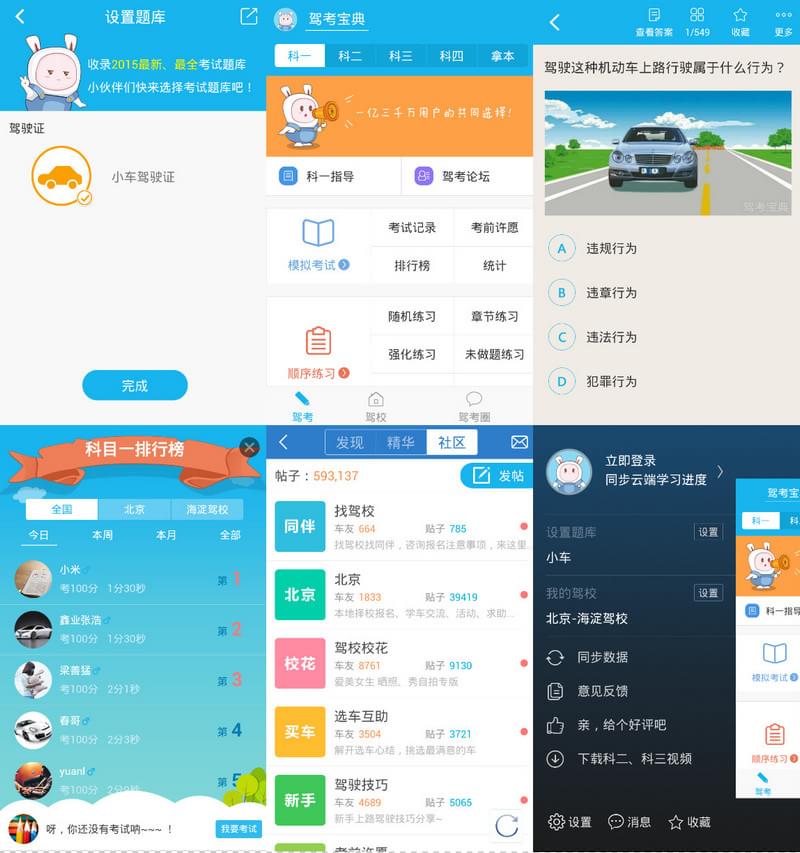 设置题库
收录2015最新、最全考试题库
小伙伴们快来选择考试题库吧！
驾驶证
小车驾驶证
完成
驾考宝典
科一 科二 科三 科四 拿本
一亿三千万用户的共同选择!
科一指导 驾考论坛
考试记录 考前许愿
模拟考试
排行榜 统计
随机练习 章节练习
强化练习 未做题练习
顺序练习
驾考 驾校 驾考圈
查看答案 1/549 收藏 更多
驾驶这种机动车上路行驶属于什么行为？
驾考宝典
A 违规行为
B 违章行为
C 违法行为
D 犯罪行为
科目一排行榜
全国 北京 海淀驾校
今日 本周 本月 全部
小米
考100分 1分30秒
第 1
鑫业张浩
考100分 1分30秒
第 2
梁善猛
考100分 2分1秒
第 3
春哥
考100分 2分3秒
第 4
yuanl
考100分 2分3秒
第 5
呀，你还没有考试呐~~~ ！
我要考试
发现 精华 社区
帖子：593,137
发帖
同伴
找驾校
车友 664 贴子 785
找驾校找同伴，咨询报名注意事项，来这里...
北京
北京
车友 1833 贴子 39419
本地择校报名、学车交流、活动、求助...
校花
驾校校花
车友 8761 贴子 9130
爱美女生 晒照、秀自拍专版
买车
选车互助
车友 3504 贴子 3721
解开选车心结，挑选最满意的车
新手
驾驶技巧
车友 4689 贴子 5065
新手上路驾驶技巧分享~
考前许愿
立即登录
同步云端学习进度
设置题库 设置
小车
我的驾校 设置
北京-海淀驾校
同步数据
意见反馈
亲，给个好评吧
下载科二、科三视频
设置 消息 收藏
驾考宝
科一
科一指导
模拟考试
顺序练习
驾考